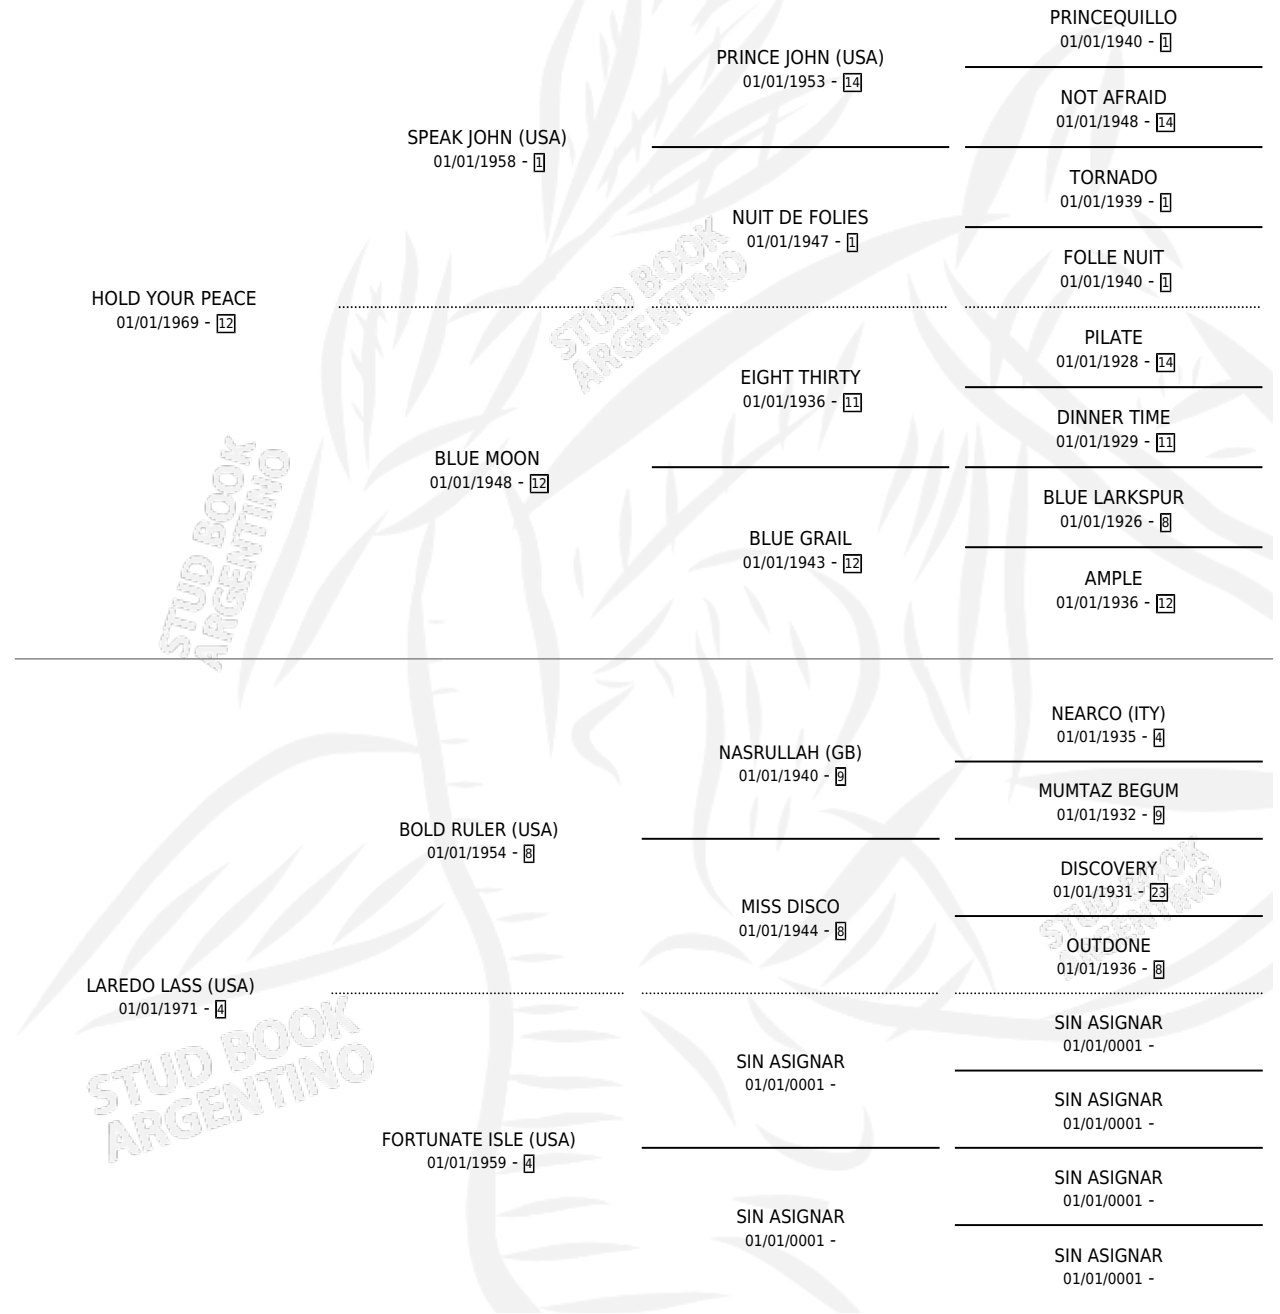 PRINCEQUILLO
01/01/1940 - 1
PRINCE JOHN (USA)
01/01/1953 - 14
NOT AFRAID
01/01/1948 - 14
SPEAK JOHN (USA)
01/01/1958 - 1
TORNADO
01/01/1939 - 1
NUIT DE FOLIES
01/01/1947 - 1
FOLLE NUIT
01/01/1940 - 1
HOLD YOUR PEACE
01/01/1969 - 12
STUD BOOK
ARGENTINO
PILATE
01/01/1928 - 14
EIGHT THIRTY
01/01/1936 - 11
DINNER TIME
01/01/1929 - 11
BLUE MOON
01/01/1948 - 12
BLUE LARKSPUR
01/01/1926 - 8
BLUE GRAIL
01/01/1943 - 12
AMPLE
01/01/1936 - 12
STUD BOOK
ARGENTINO
NEARCO (ITY)
01/01/1935 - 4
NASRULLAH (GB)
01/01/1940 - 9
MUMTAZ BEGUM
01/01/1932 - 9
BOLD RULER (USA)
01/01/1954 - 8
DISCOVERY
01/01/1931 - 23
MISS DISCO
01/01/1944 - 8
STUD BOOK
ARGENTINO
OUTDONE
01/01/1936 - 8
LAREDO LASS (USA)
01/01/1971 - 4
STUD BOOK
ARGENTINO
SIN ASIGNAR
01/01/0001 -
SIN ASIGNAR
01/01/0001 -
SIN ASIGNAR
01/01/0001 -
FORTUNATE ISLE (USA)
01/01/1959 - 4
SIN ASIGNAR
01/01/0001 -
SIN ASIGNAR
01/01/0001 -
SIN ASIGNAR
01/01/0001 -